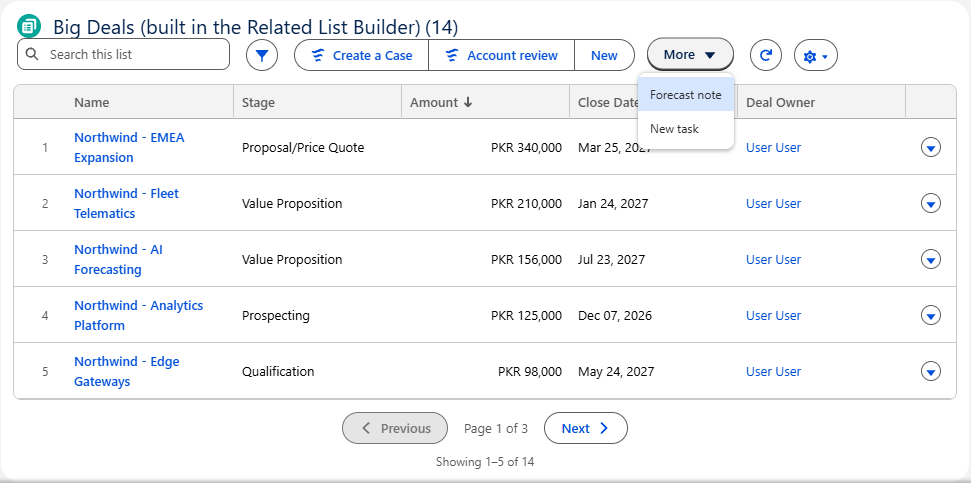 Big Deals (built in the Related List Builder) (14)
Search this list
Create a Case
Account review
New
More
Forecast note
New task
Name Stage Amount Close Date Deal Owner
1 Northwind - EMEA Expansion Proposal/Price Quote PKR 340,000 Mar 25, 2027 User User
2 Northwind - Fleet Telematics Value Proposition PKR 210,000 Jan 24, 2027 User User
3 Northwind - AI Forecasting Value Proposition PKR 156,000 Jul 23, 2027 User User
4 Northwind - Analytics Platform Prospecting PKR 125,000 Dec 07, 2026 User User
5 Northwind - Edge Gateways Qualification PKR 98,000 May 24, 2027 User User
Previous
Page 1 of 3
Next
Showing 1–5 of 14